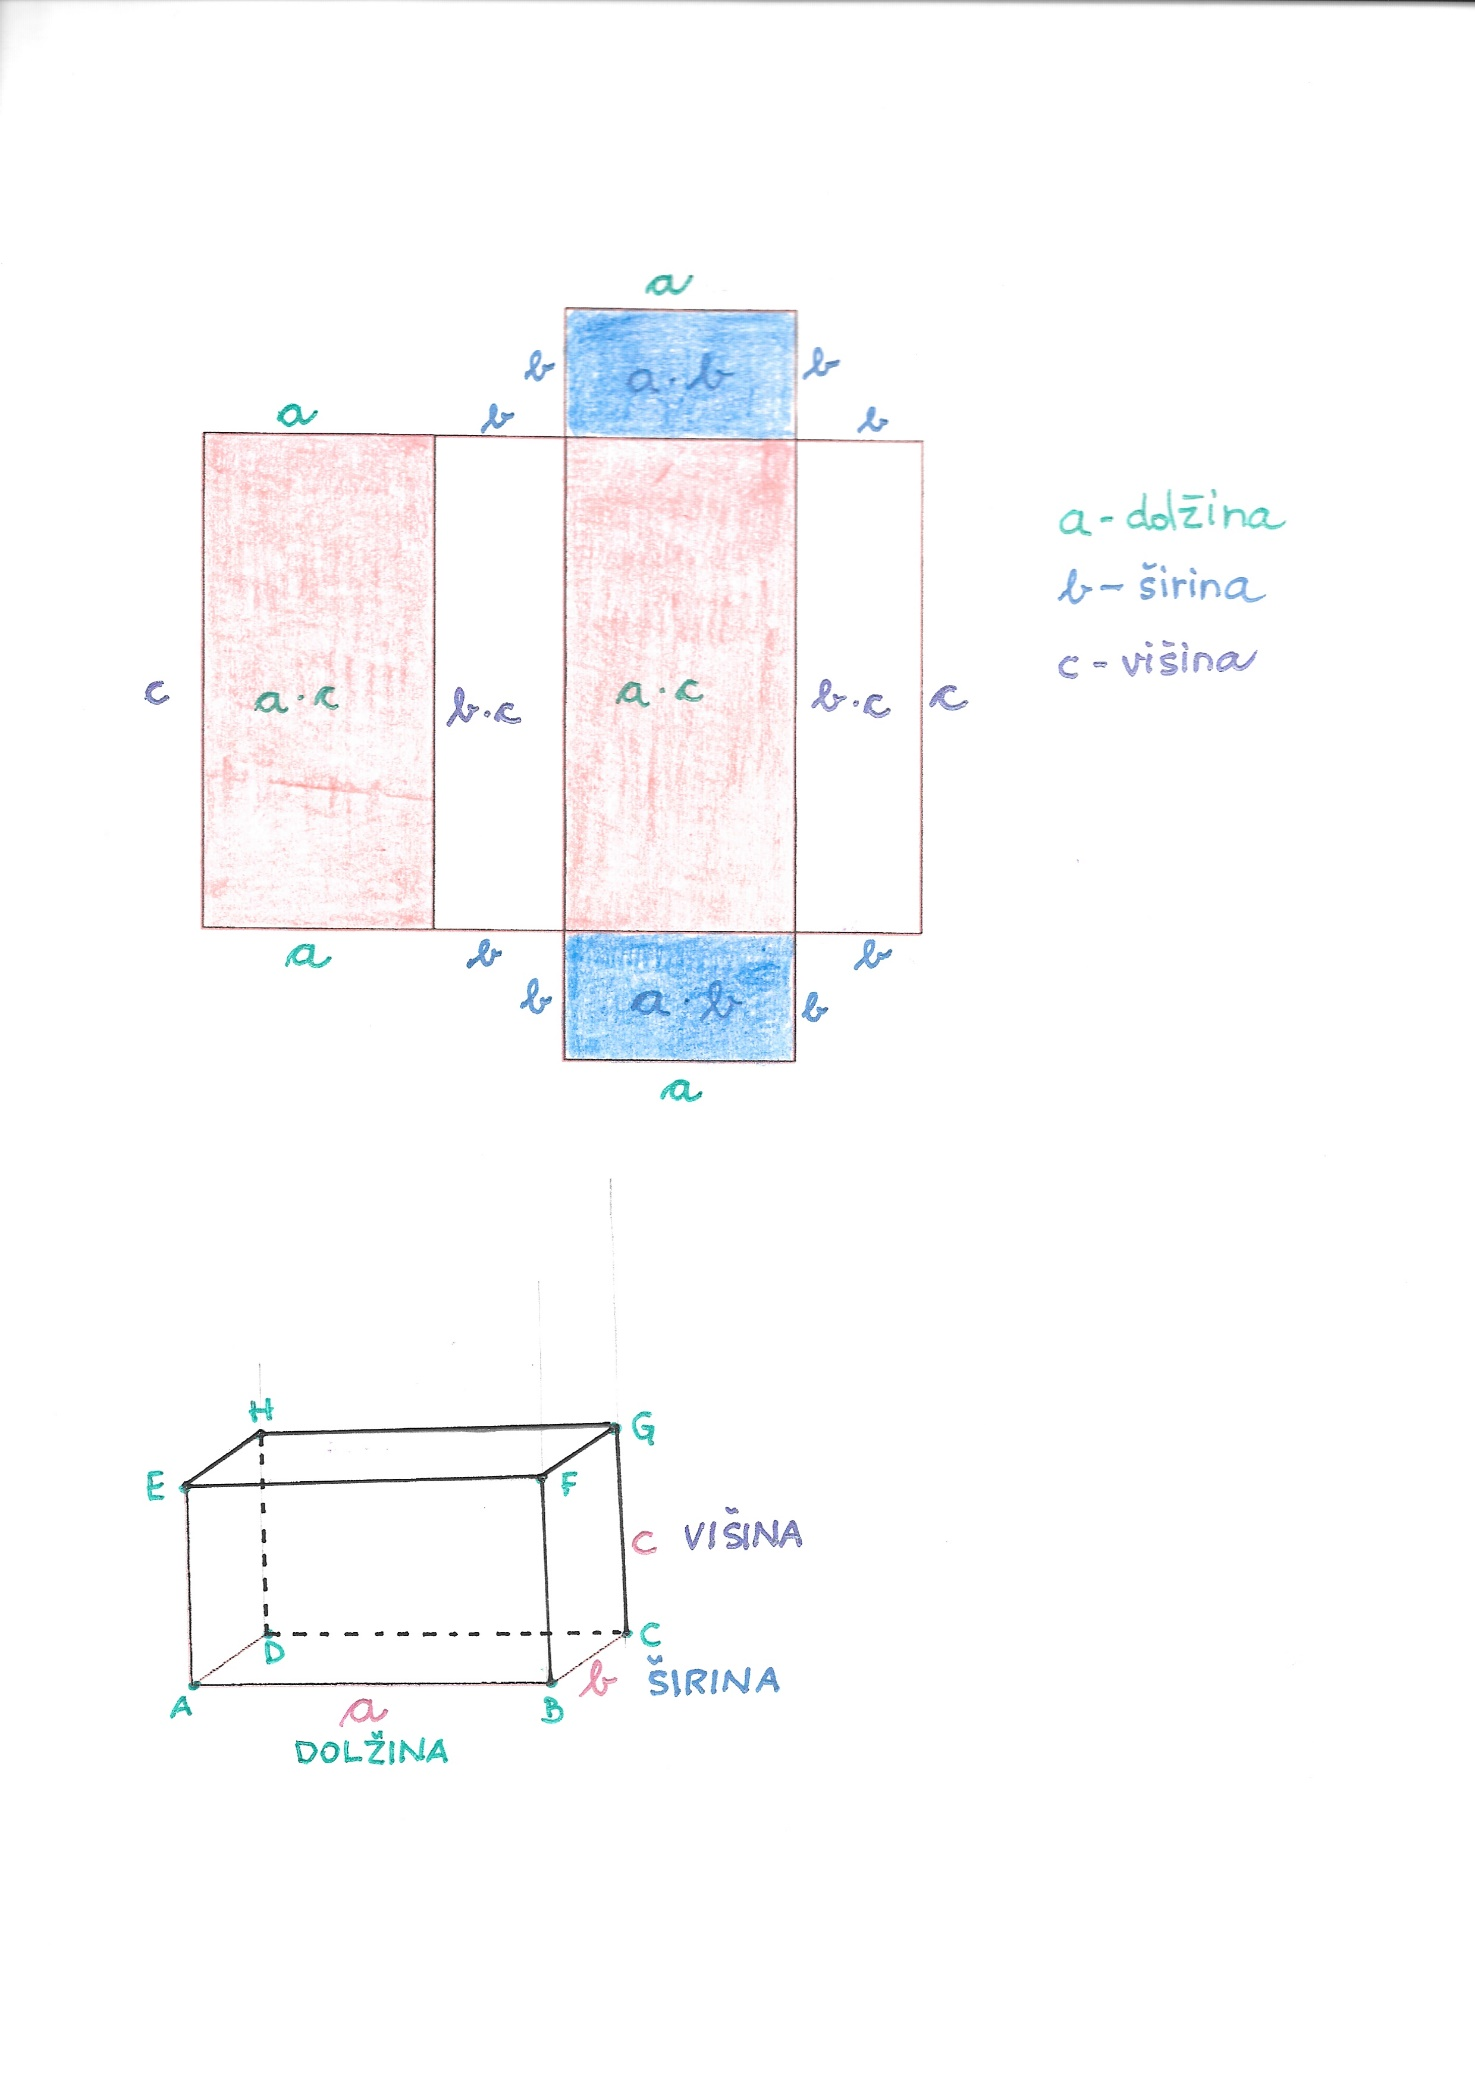 a
b a·b b
a b b
a - dolžina
b - širina
c - višina
c a·c b·c a·c b·c c
a b b
b a·b b
a
H
G
E F
c VIŠINA
D C
b ŠIRINA
A a B
DOLŽINA